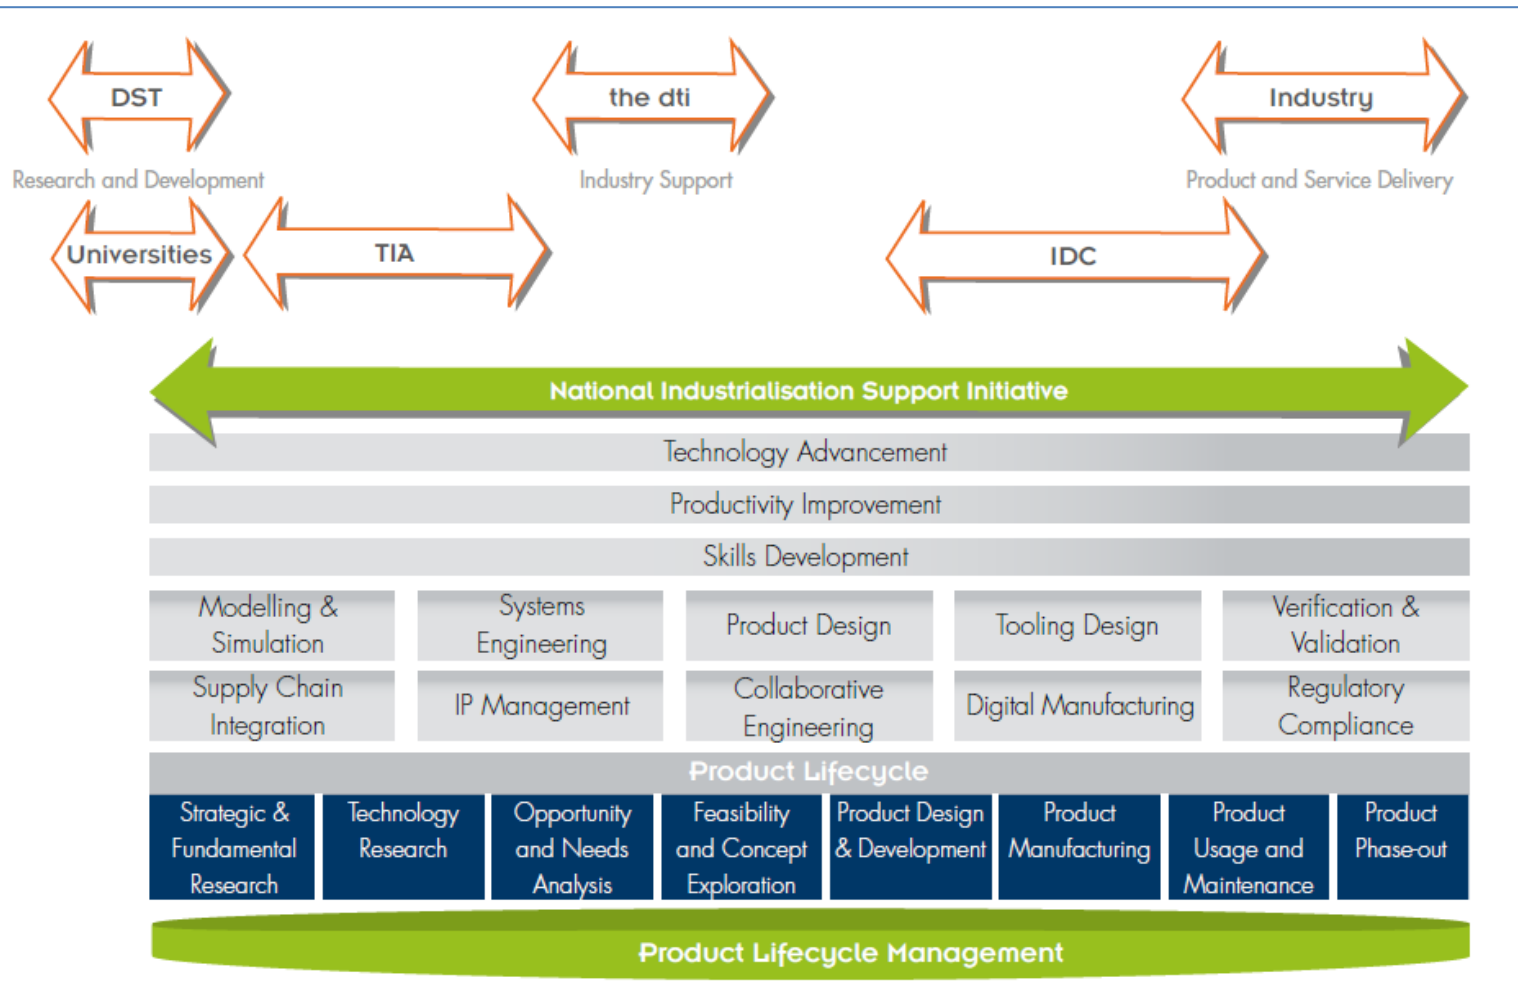 DST
the dti
Industry
Research and Development
Industry Support
Product and Service Delivery
Universities
TIA
IDC
National Industrialisation Support Initiative
Technology Advancement
Productivity Improvement
Skills Development
Modelling &
Simulation
Systems
Engineering
Product Design
Tooling Design
Verification &
Validation
Supply Chain
Integration
IP Management
Collaborative
Engineering
Digital Manufacturing
Regulatory
Compliance
Product Lifecycle
Strategic &
Fundamental
Research
Technology
Research
Opportunity
and Needs
Analysis
Feasibility
and Concept
Exploration
Product Design
& Development
Product
Manufacturing
Product
Usage and
Maintenance
Product
Phase-out
Product Lifecycle Management